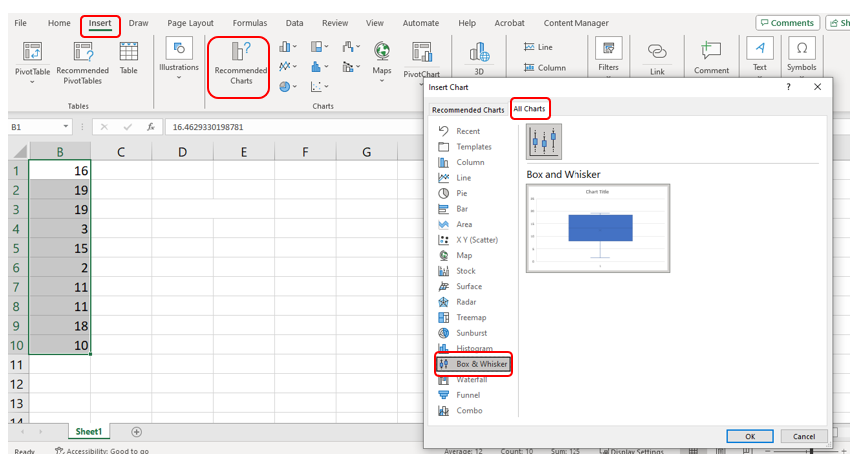 File Home Insert Draw Page Layout Formulas Data Review View Automate Help Acrobat Content Manager Comments
PivotTable Recommended PivotTables Table Illustrations Recommended Charts Maps PivotChart 3D Line Column Filters Link Comment Text Symbols
Tables Charts
Insert Chart ? X
B1 fx 16.4629330198781
Recommended Charts All Charts
B C D E F G
Recent
Templates
Column
Line
Pie
Bar
Area
X Y (Scatter)
Map
Stock
Surface
Radar
Treemap
Sunburst
Histogram
Box & Whisker
Waterfall
Funnel
Combo
Box and Whisker
Chart Title
1 16
2 19
3 19
4 3
5 15
6 2
7 11
8 11
9 18
10 10
11
12
13
14
Sheet1
OK Cancel
Ready Accessibility: Good to go Average: 12 Count: 10 Sum: 125 Display Settings